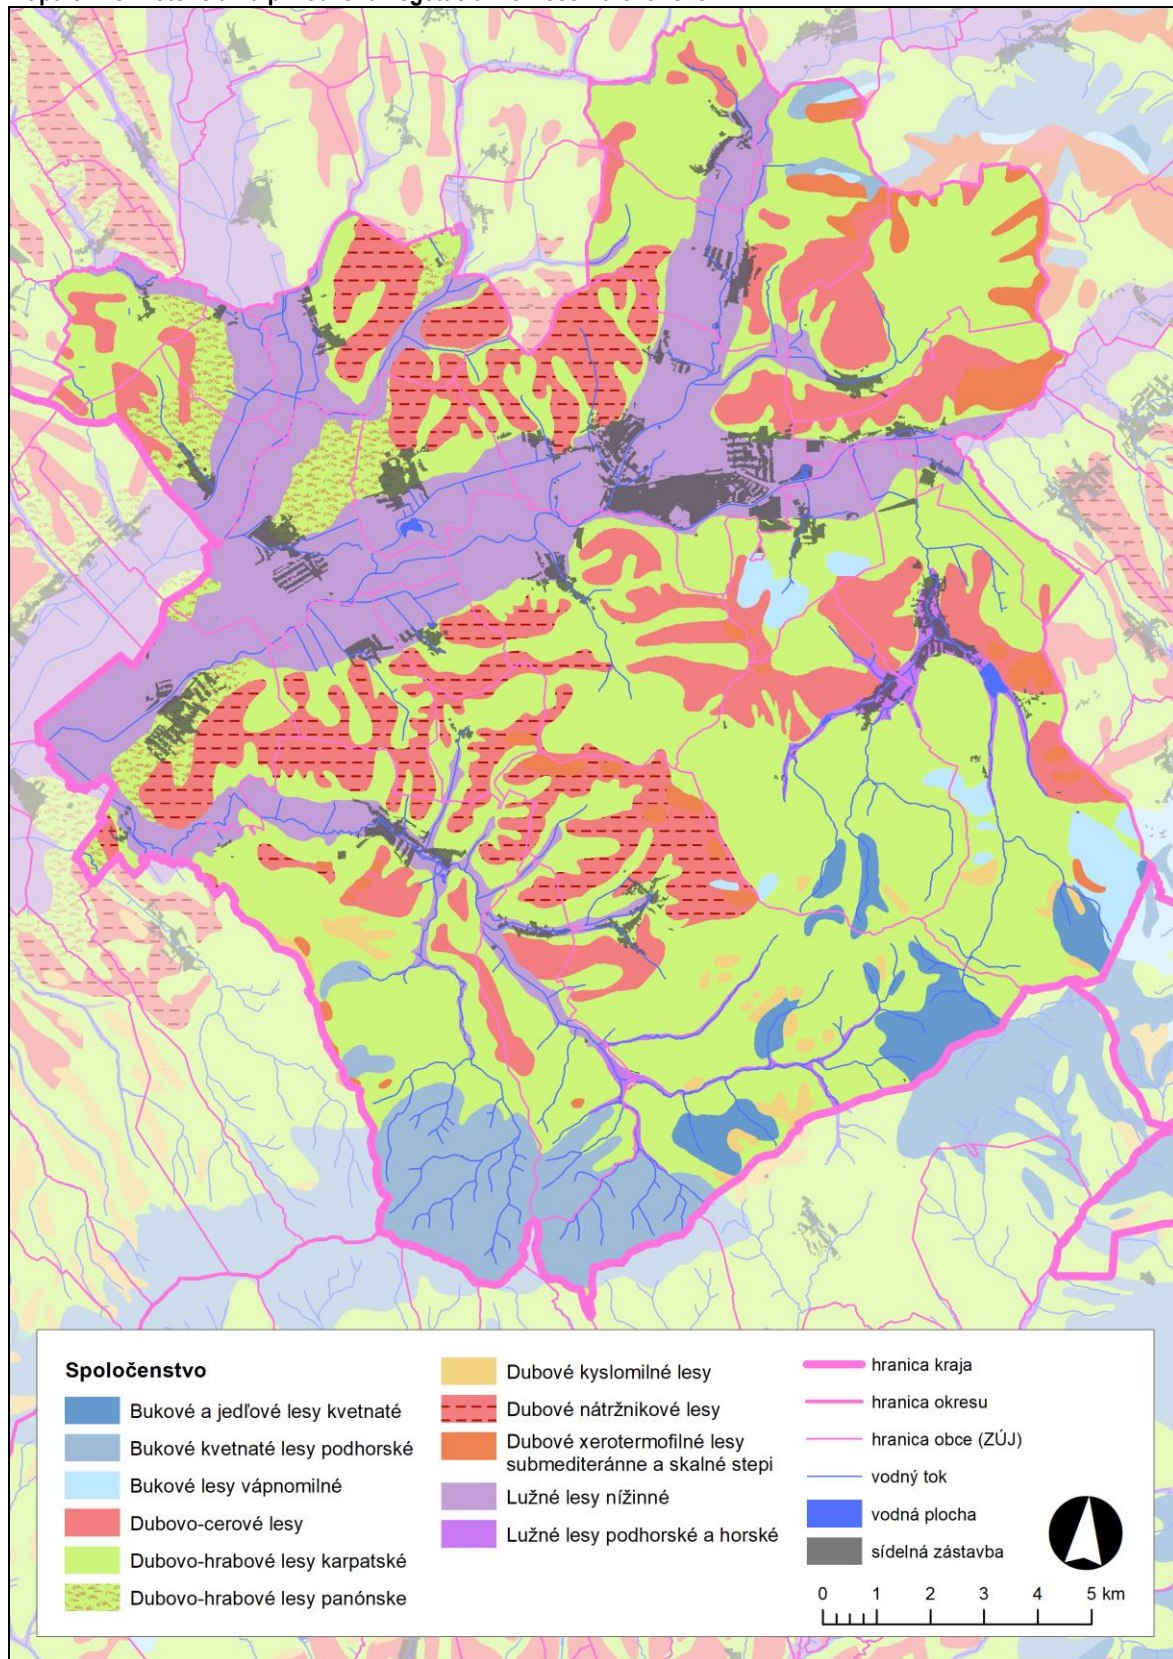 Spoločenstvo
Bukové a jedľové lesy kvetnaté
Bukové kvetnaté lesy podhorské
Bukové lesy vápnomilné
Dubovo-cerové lesy
Dubovo-hrabové lesy karpatské
Dubovo-hrabové lesy panónske
Dubové kyslomilné lesy
Dubové nátržnikové lesy
Dubové xerotermofilné lesy
submediteránne a skalné stepi
Lužné lesy nížinné
Lužné lesy podhorské a horské
hranica kraja
hranica okresu
hranica obce (ZÚJ)
vodný tok
vodná plocha
sídelná zástavba
0 1 2 3 4 5 km